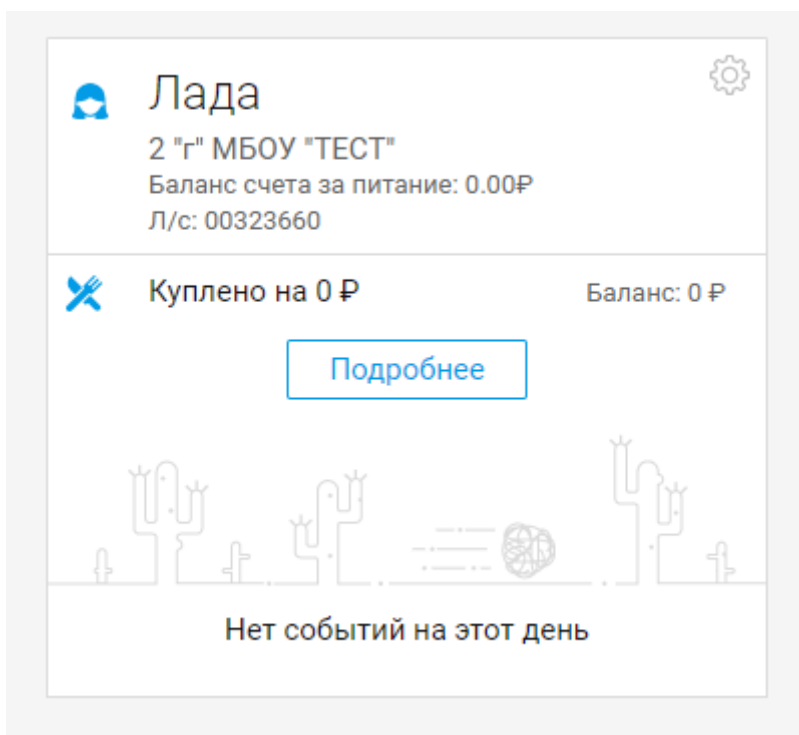 Лада
2 "г" МБОУ "ТЕСТ"
Баланс счета за питание: 0.00₽
Л/с: 00323660
Куплено на 0 ₽
Баланс: 0 ₽
Подробнее
Нет событий на этот день